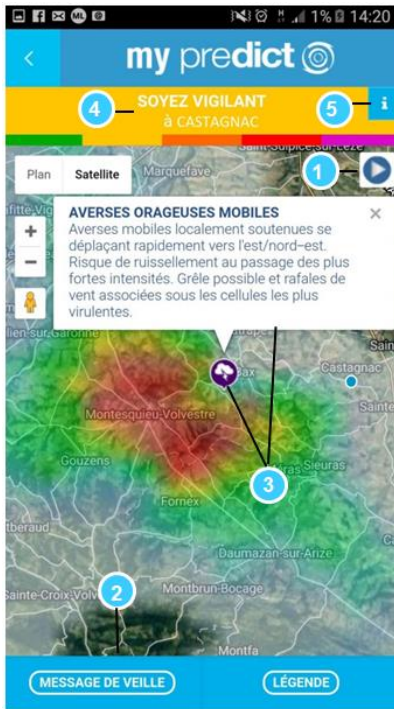 1% 14:20
my predict
SOYEZ VIGILANT
à CASTAGNAC
4
5
i
1
Saint-Sulpice-sur-Lèze
Plan
Satellite
Marquefave
AVERSES ORAGEUSES MOBILES
Averses mobiles localement soutenues se
déplaçant rapidement vers l'est/nord-est.
Risque de ruissellement au passage des plus
fortes intensités. Grêle possible et rafales de
vent associées sous les cellules les plus
virulentes.
Castagnac
Montesquieu-Volvestre
Gouzens
Sieuras
3
Fornex
Daumazan-sur-Arize
2
Montbrun-Bocage
Montfa
MESSAGE DE VEILLE
LÉGENDE